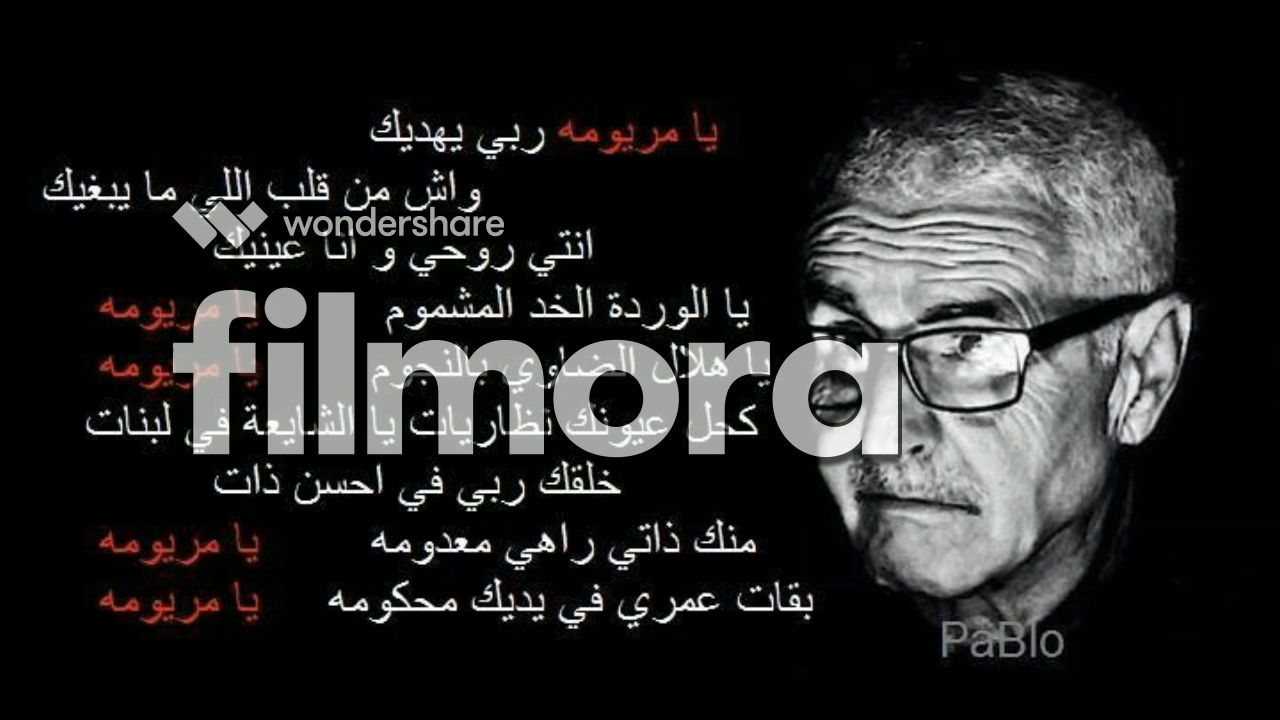 يا مريومه ربي يهديك
واش من قلب اللي ما يبغيك
wondershare
انتي روحي و انا عينيك
يا الوردة الخد المشموم يا مريومه
filmora
يا هلال الضاوي بالنجوم يا مريومه
كحل عيونك نظاريات يا الشايعة في لبنات
خلقك ربي في احسن ذات
منك ذاتي راهي معدومه يا مريومه
بقات عمري في يديك محكومه يا مريومه
PaBlo